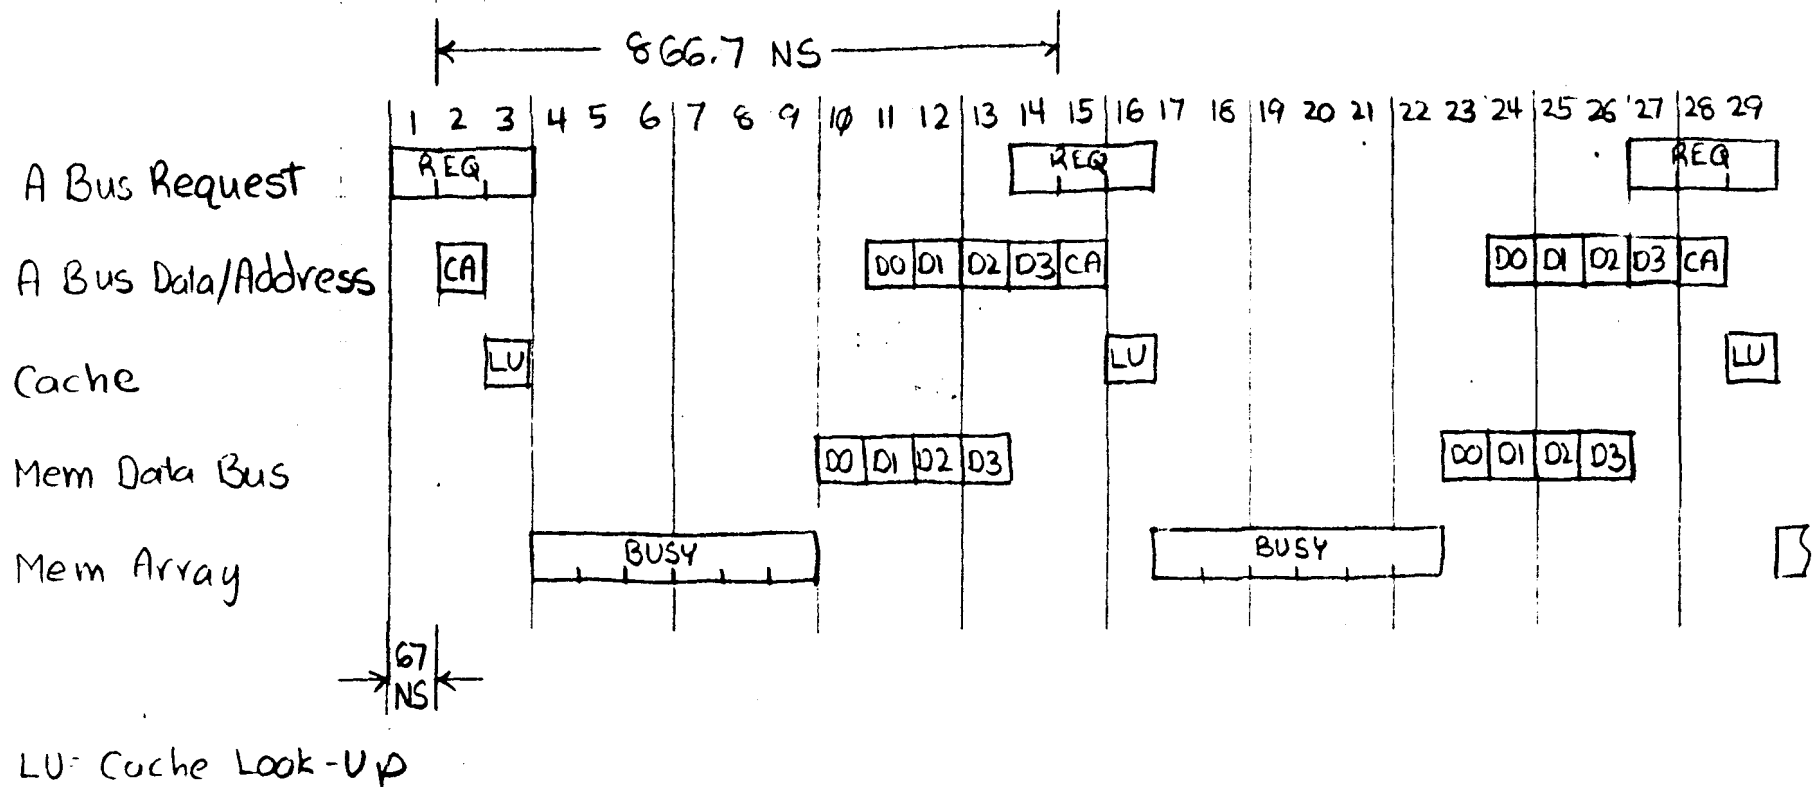 866.7 NS
1 2 3 4 5 6 7 8 9 10 11 12 13 14 15 16 17 18 19 20 21 22 23 24 25 26 27 28 29
A Bus Request REQ REQ REQ
A Bus Data/Address CA D0 D1 D2 D3 CA D0 D1 D2 D3 CA
Cache LU LU LU
Mem Data Bus D0 D1 D2 D3 D0 D1 D2 D3
Mem Array BUSY BUSY
67
NS
LU= Cache Look-Up